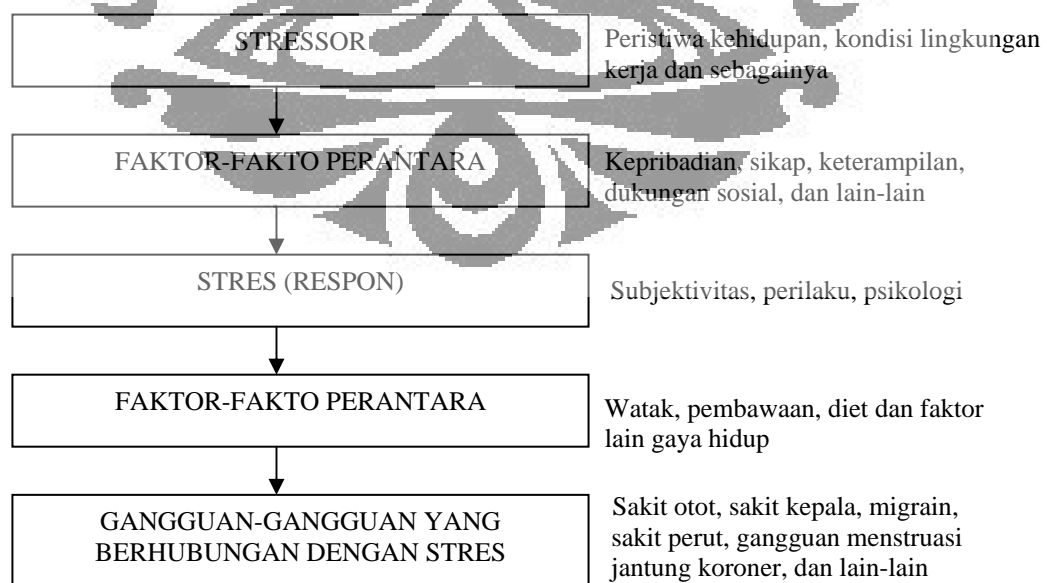 STRESSOR
Peristiwa kehidupan, kondisi lingkungan
kerja dan sebagainya
FAKTOR-FAKTO PERANTARA
Kepribadian, sikap, keterampilan,
dukungan sosial, dan lain-lain
STRES (RESPON)
Subjektivitas, perilaku, psikologi
FAKTOR-FAKTO PERANTARA
Watak, pembawaan, diet dan faktor
lain gaya hidup
GANGGUAN-GANGGUAN YANG
BERHUBUNGAN DENGAN STRES
Sakit otot, sakit kepala, migrain,
sakit perut, gangguan menstruasi
jantung koroner, dan lain-lain